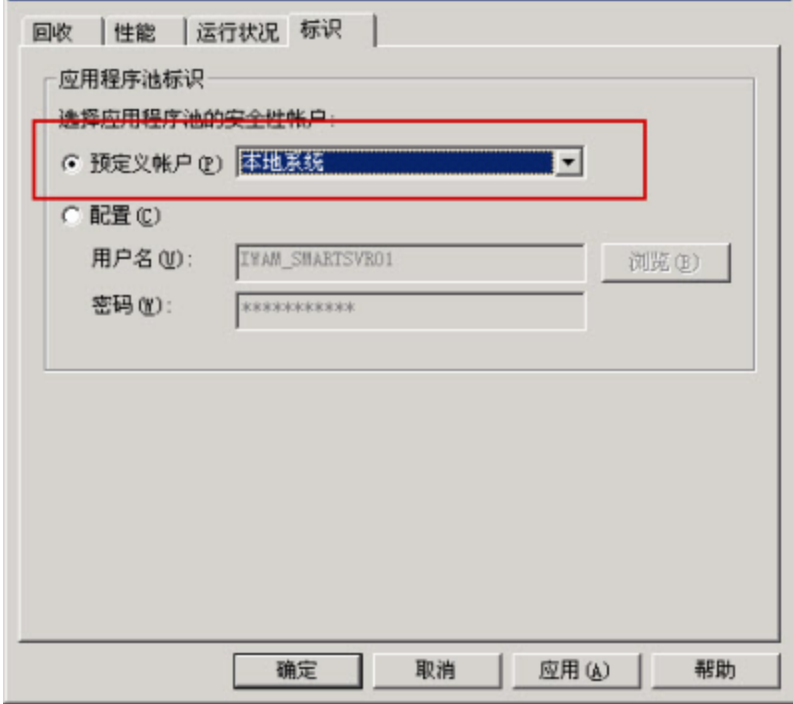 回收 性能 运行状况 标识
应用程序池标识
选择应用程序池的安全性帐户:
预定义帐户(P) 本地系统
配置(C)
用户名(U): IWAM_SMARTSVR01 浏览(B)
密码(W): ***********
确定 取消 应用(A) 帮助